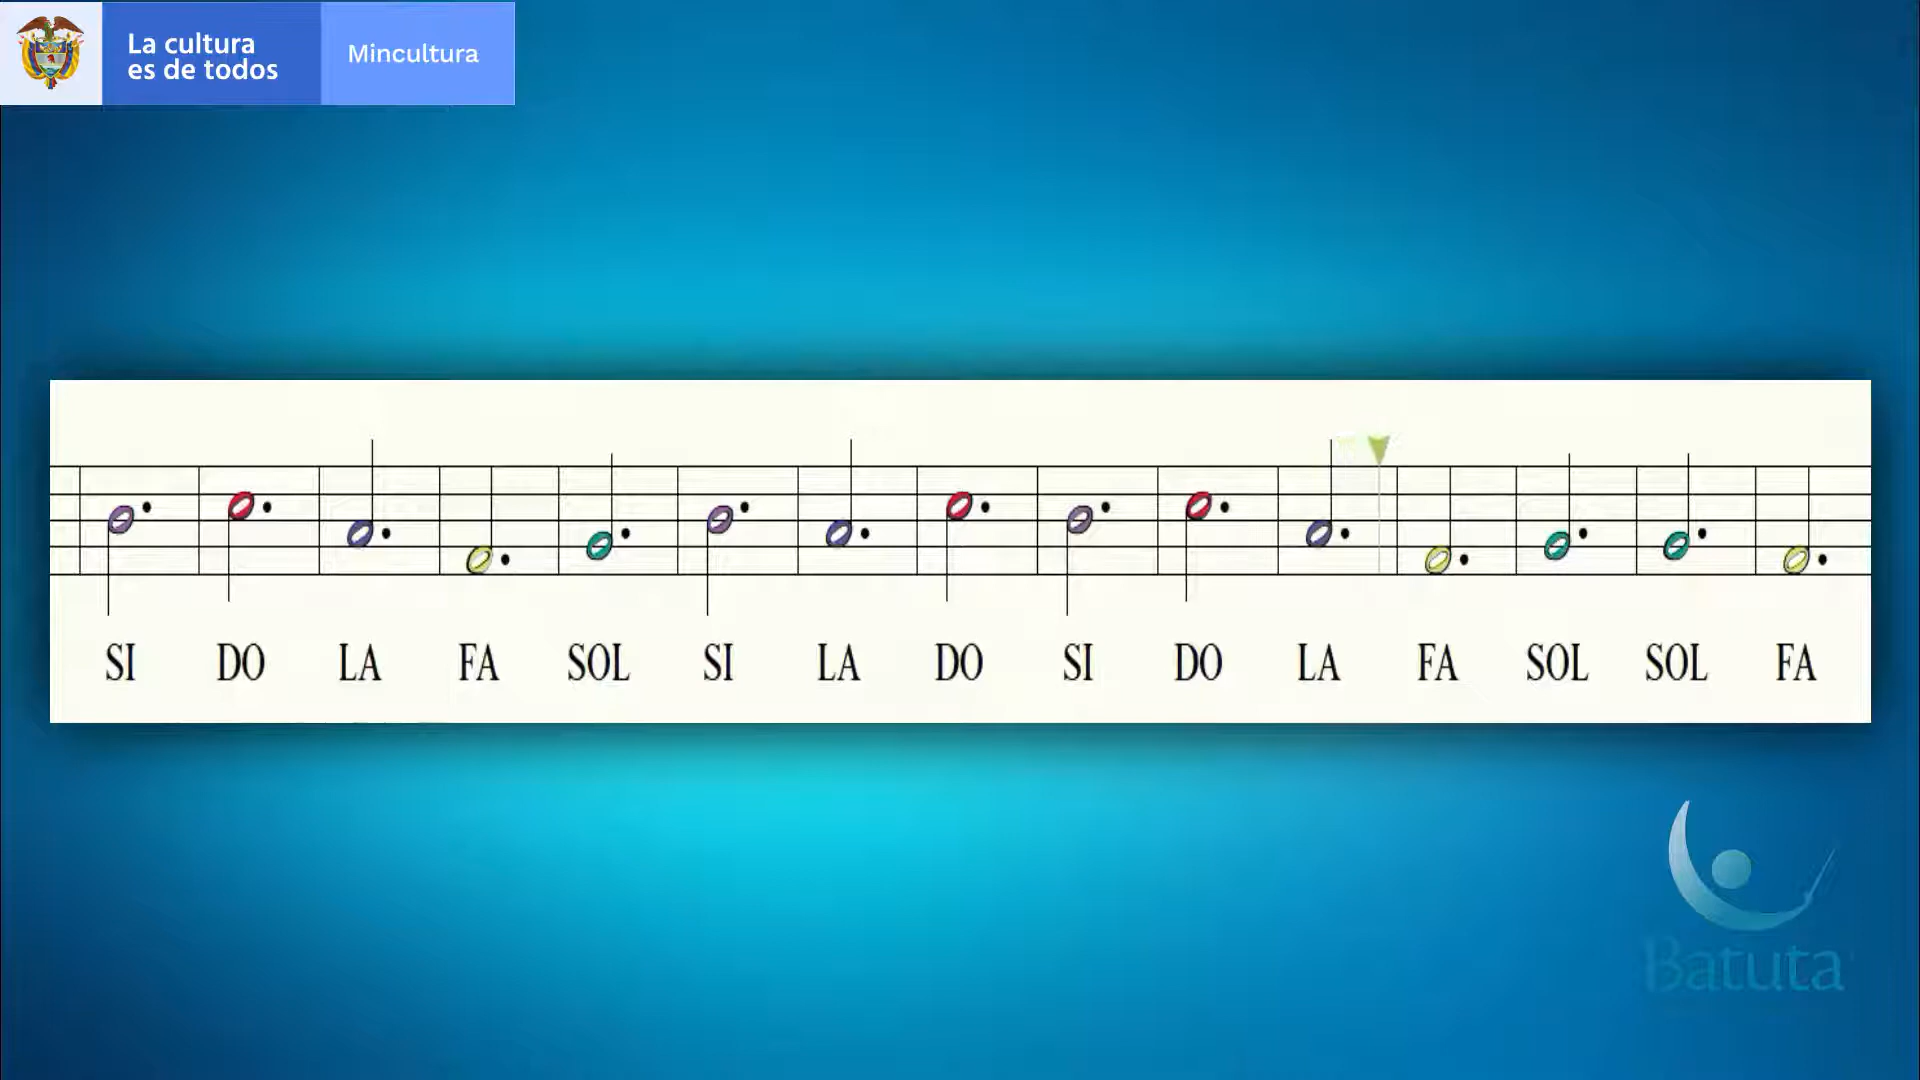 La cultura
es de todos
Mincultura
SI DO LA FA SOL SI LA DO SI DO LA FA SOL SOL FA
Batuta